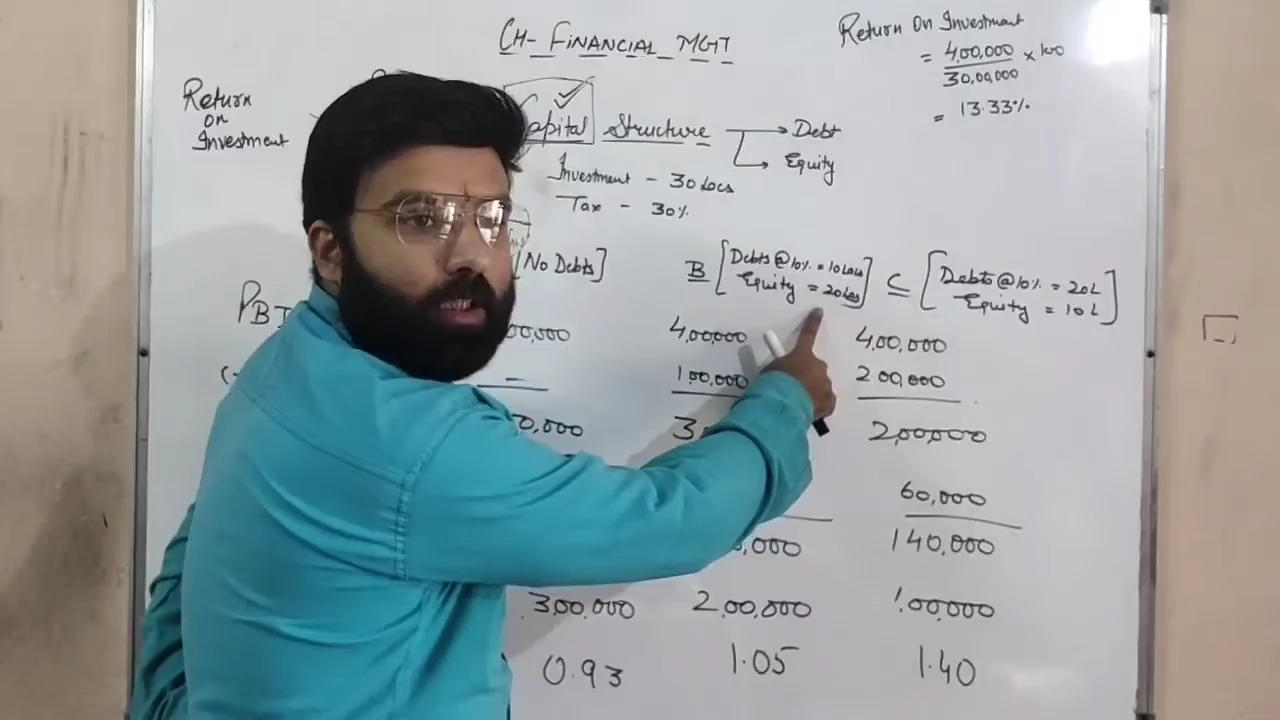 CH- FINANCIAL MGT
Return On Investment
= 4,00,000 × 100
30,00,000
= 13.33%
Return
on
Investment
Capital Structure → Debt
→ Equity
Investment - 30 Lacs
Tax - 30%
[No Debts]
B [Debts @ 10% = 10 Lacs
Equity = 20 Lacs]
C [Debts @ 10% = 20L
Equity = 10 L]
PBI
00,000 4,00,000 4,00,000
— 1,00,000 2 00,000
0,000 3 2,00,000
60,000
,000 140,000
3,00,000 2,00,000 1,00,000
0.93 1.05 1.40